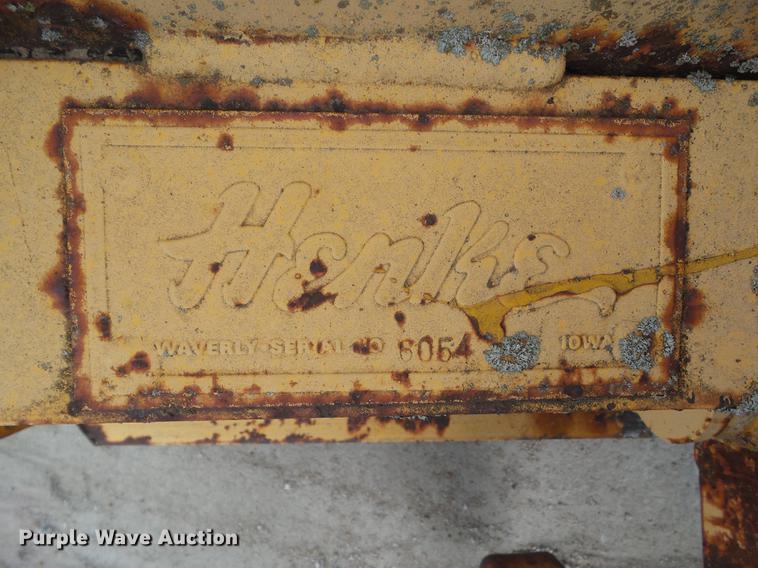 Henke
WAVERLY-SERIAL NO 6054 IOWA
Purple Wave Auction